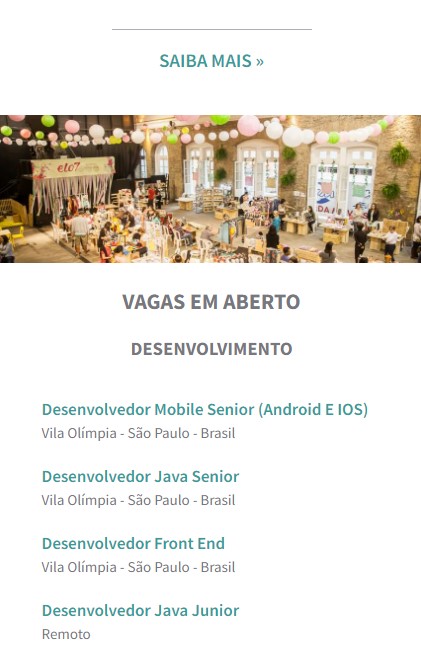 SAIBA MAIS »
elo7
VAGAS EM ABERTO
DESENVOLVIMENTO
Desenvolvedor Mobile Senior (Android E IOS)
Vila Olímpia - São Paulo - Brasil
Desenvolvedor Java Senior
Vila Olímpia - São Paulo - Brasil
Desenvolvedor Front End
Vila Olímpia - São Paulo - Brasil
Desenvolvedor Java Junior
Remoto